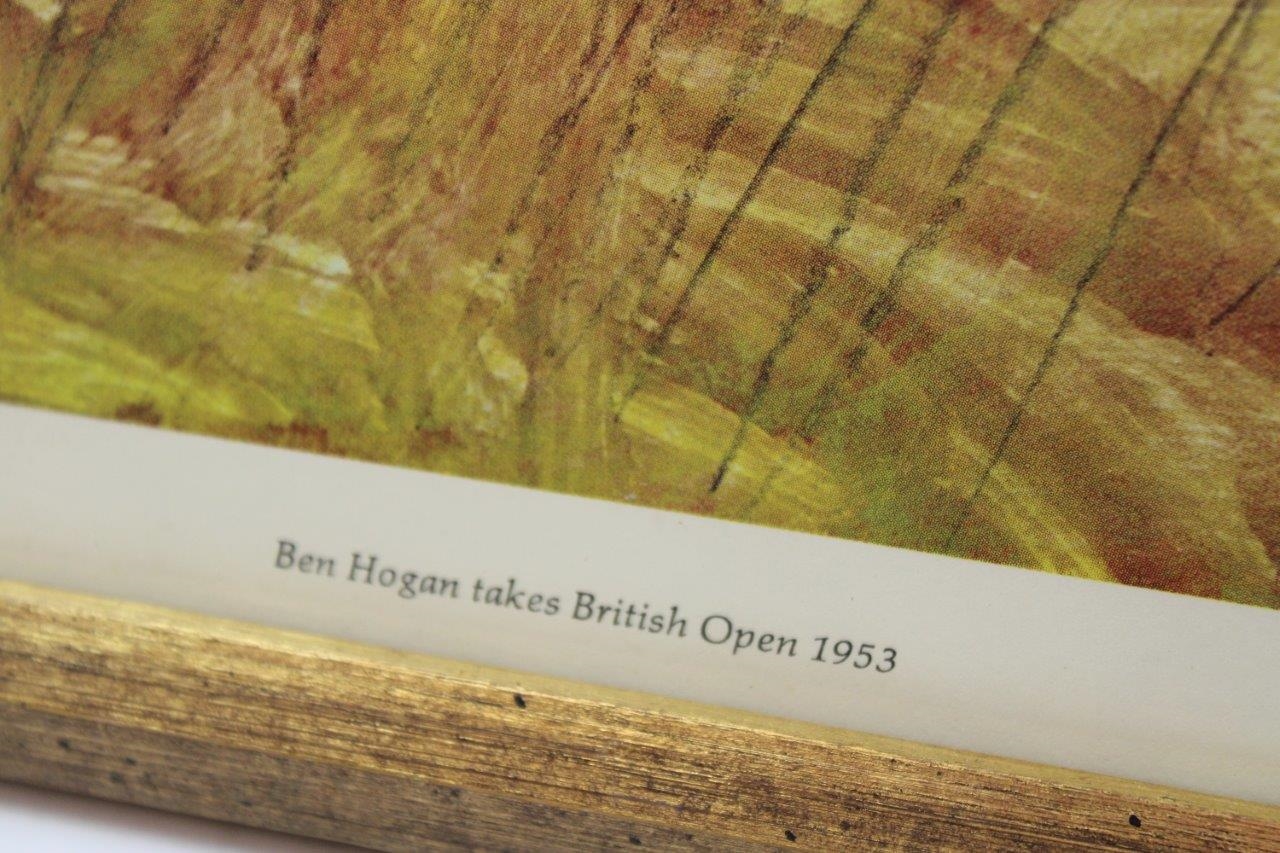 Ben Hogan takes British Open 1953